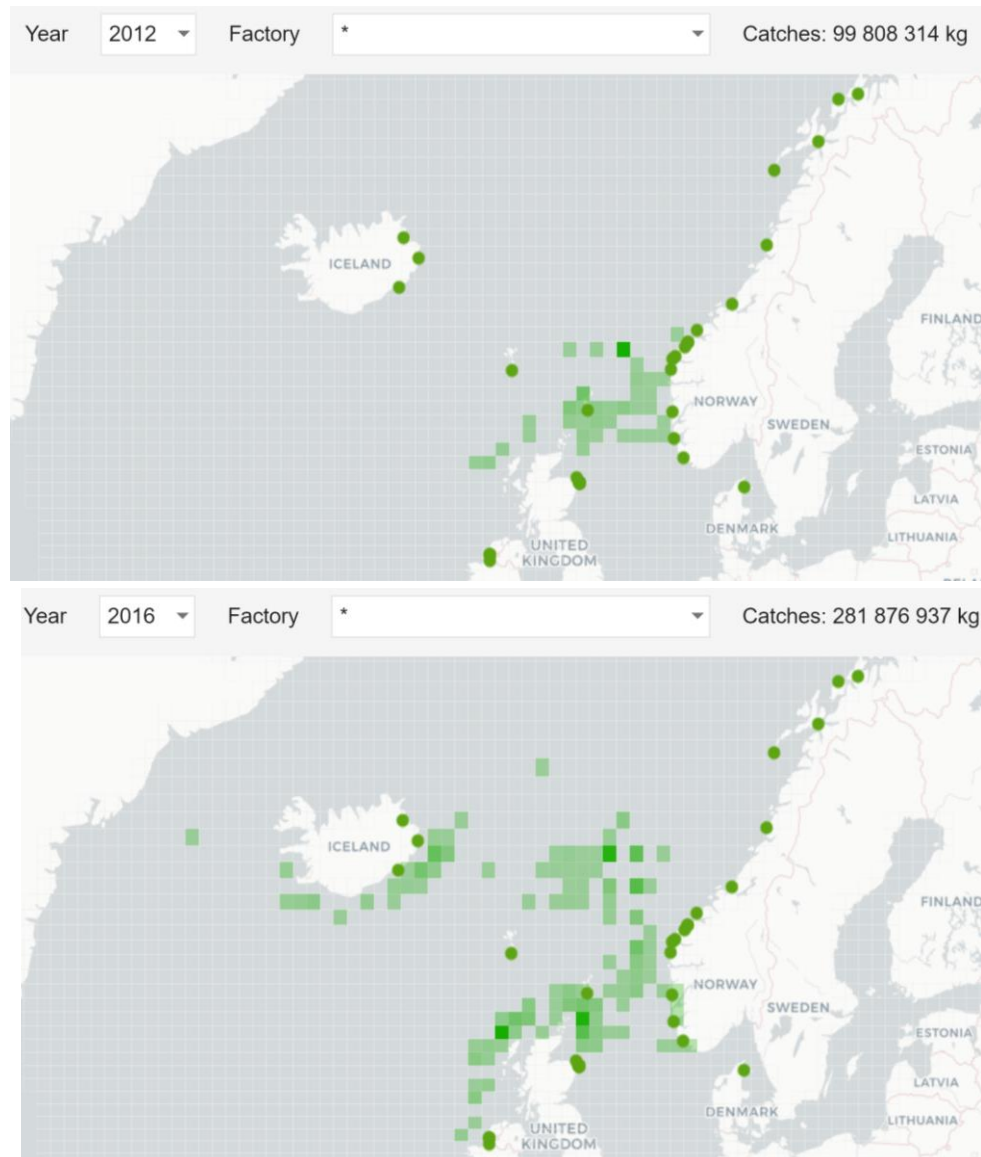 Year 2012 Factory * Catches: 99 808 314 kg
ICELAND
FINLAND
NORWAY
SWEDEN
ESTONIA
LATVIA
DENMARK
LITHUANIA
UNITED
KINGDOM
Year 2016 Factory * Catches: 281 876 937 kg
ICELAND
FINLAND
NORWAY
SWEDEN
ESTONIA
LATVIA
DENMARK
LITHUANIA
UNITED
KINGDOM